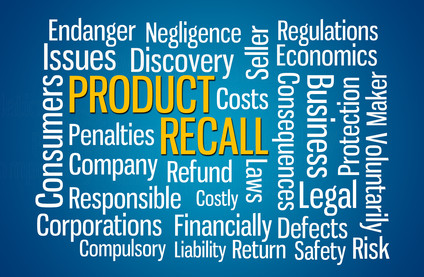 Endanger Negligence Seller Regulations
Issues Discovery Economics
PRODUCT Costs
Consumers Consequences Business Protection Maker
Penalties RECALL
Company Refund Laws Voluntarily
Responsible Costly Legal
Corporations Financially Defects
Compulsory Liability Return Safety Risk